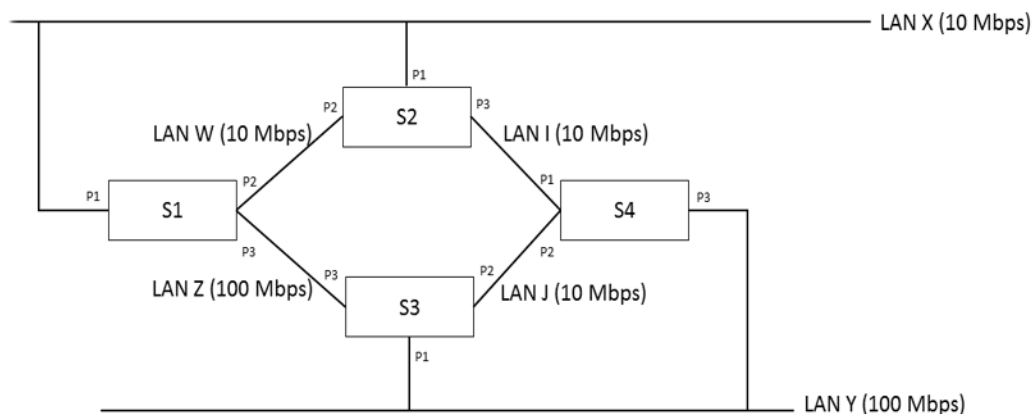 LAN X (10 Mbps)
P1
P2
S2
P3
LAN W (10 Mbps)
LAN I (10 Mbps)
P2
P1
P1
S1
S4
P3
P3
P2
P3
P2
LAN Z (100 Mbps)
S3
LAN J (10 Mbps)
P1
LAN Y (100 Mbps)